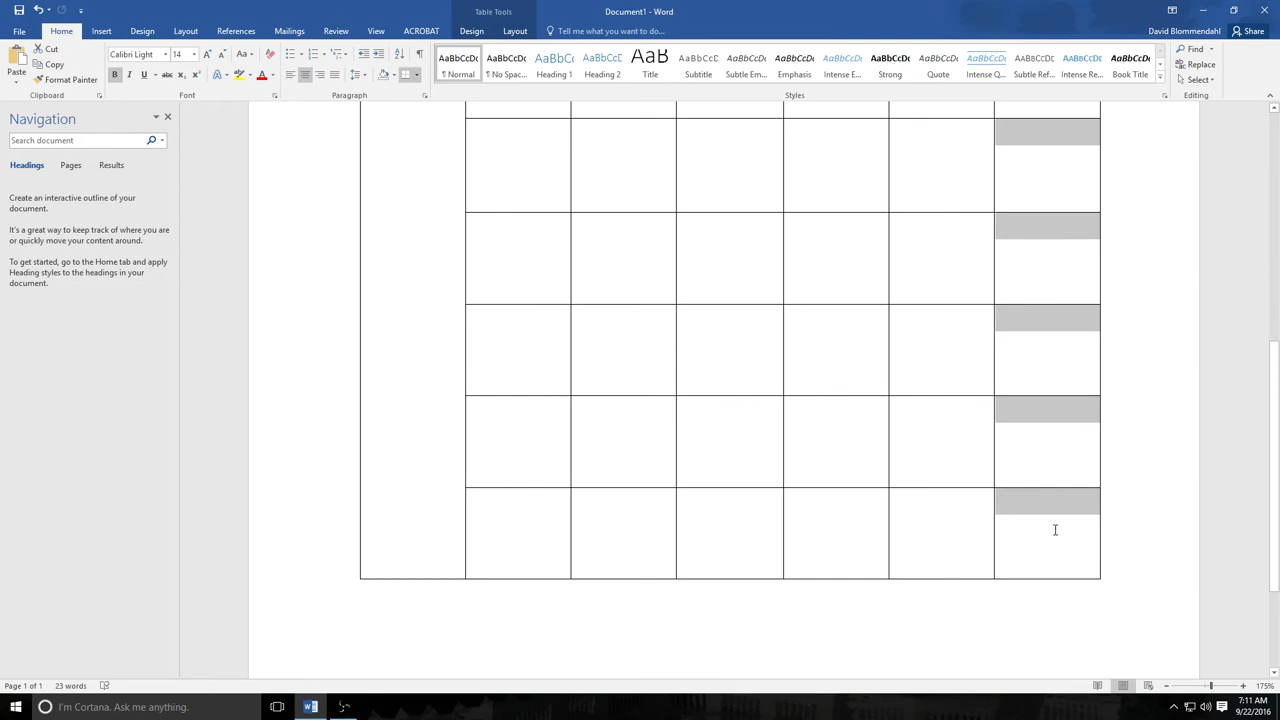 Table Tools
Document1 - Word
File
Home
Insert
Design
Layout
References
Mailings
Review
View
ACROBAT
Design
Layout
Tell me what you want to do...
David Blommendahl
Share
Paste
Cut
Copy
Format Painter
Clipboard
Calibri Light
14
Font
Paragraph
AaBbCcDc
¶ Normal
AaBbCcDc
¶ No Spac...
AaBbCc
Heading 1
AaBbCcD
Heading 2
AaB
Title
AaBbCcD
Subtitle
AaBbCcDc
Subtle Em...
AaBbCcDc
Emphasis
AaBbCcDc
Intense E...
AaBbCcDc
Strong
AaBbCcDc
Quote
AaBbCcDc
Intense Q...
AaBbCcDc
Subtle Ref...
AaBbCcDc
Intense Re...
AaBbCcDc
Book Title
Styles
Find
Replace
Select
Editing
Navigation
Search document
Headings
Pages
Results
Create an interactive outline of your
document.
It's a great way to keep track of where you are
or quickly move your content around.
To get started, go to the Home tab and apply
Heading styles to the headings in your
document.
Page 1 of 1
23 words
175%
I'm Cortana. Ask me anything.
7:11 AM
9/22/2016